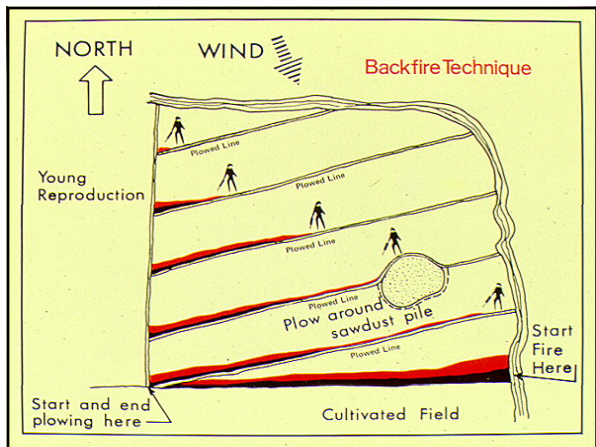 NORTH
WIND
Backfire Technique
Plowed Line
Young
Reproduction
Plowed Line
Plowed Line
Plowed Line
Plow around
sawdust pile
Plowed Line
Start
Fire
Here
Start and end
plowing here
Cultivated Field